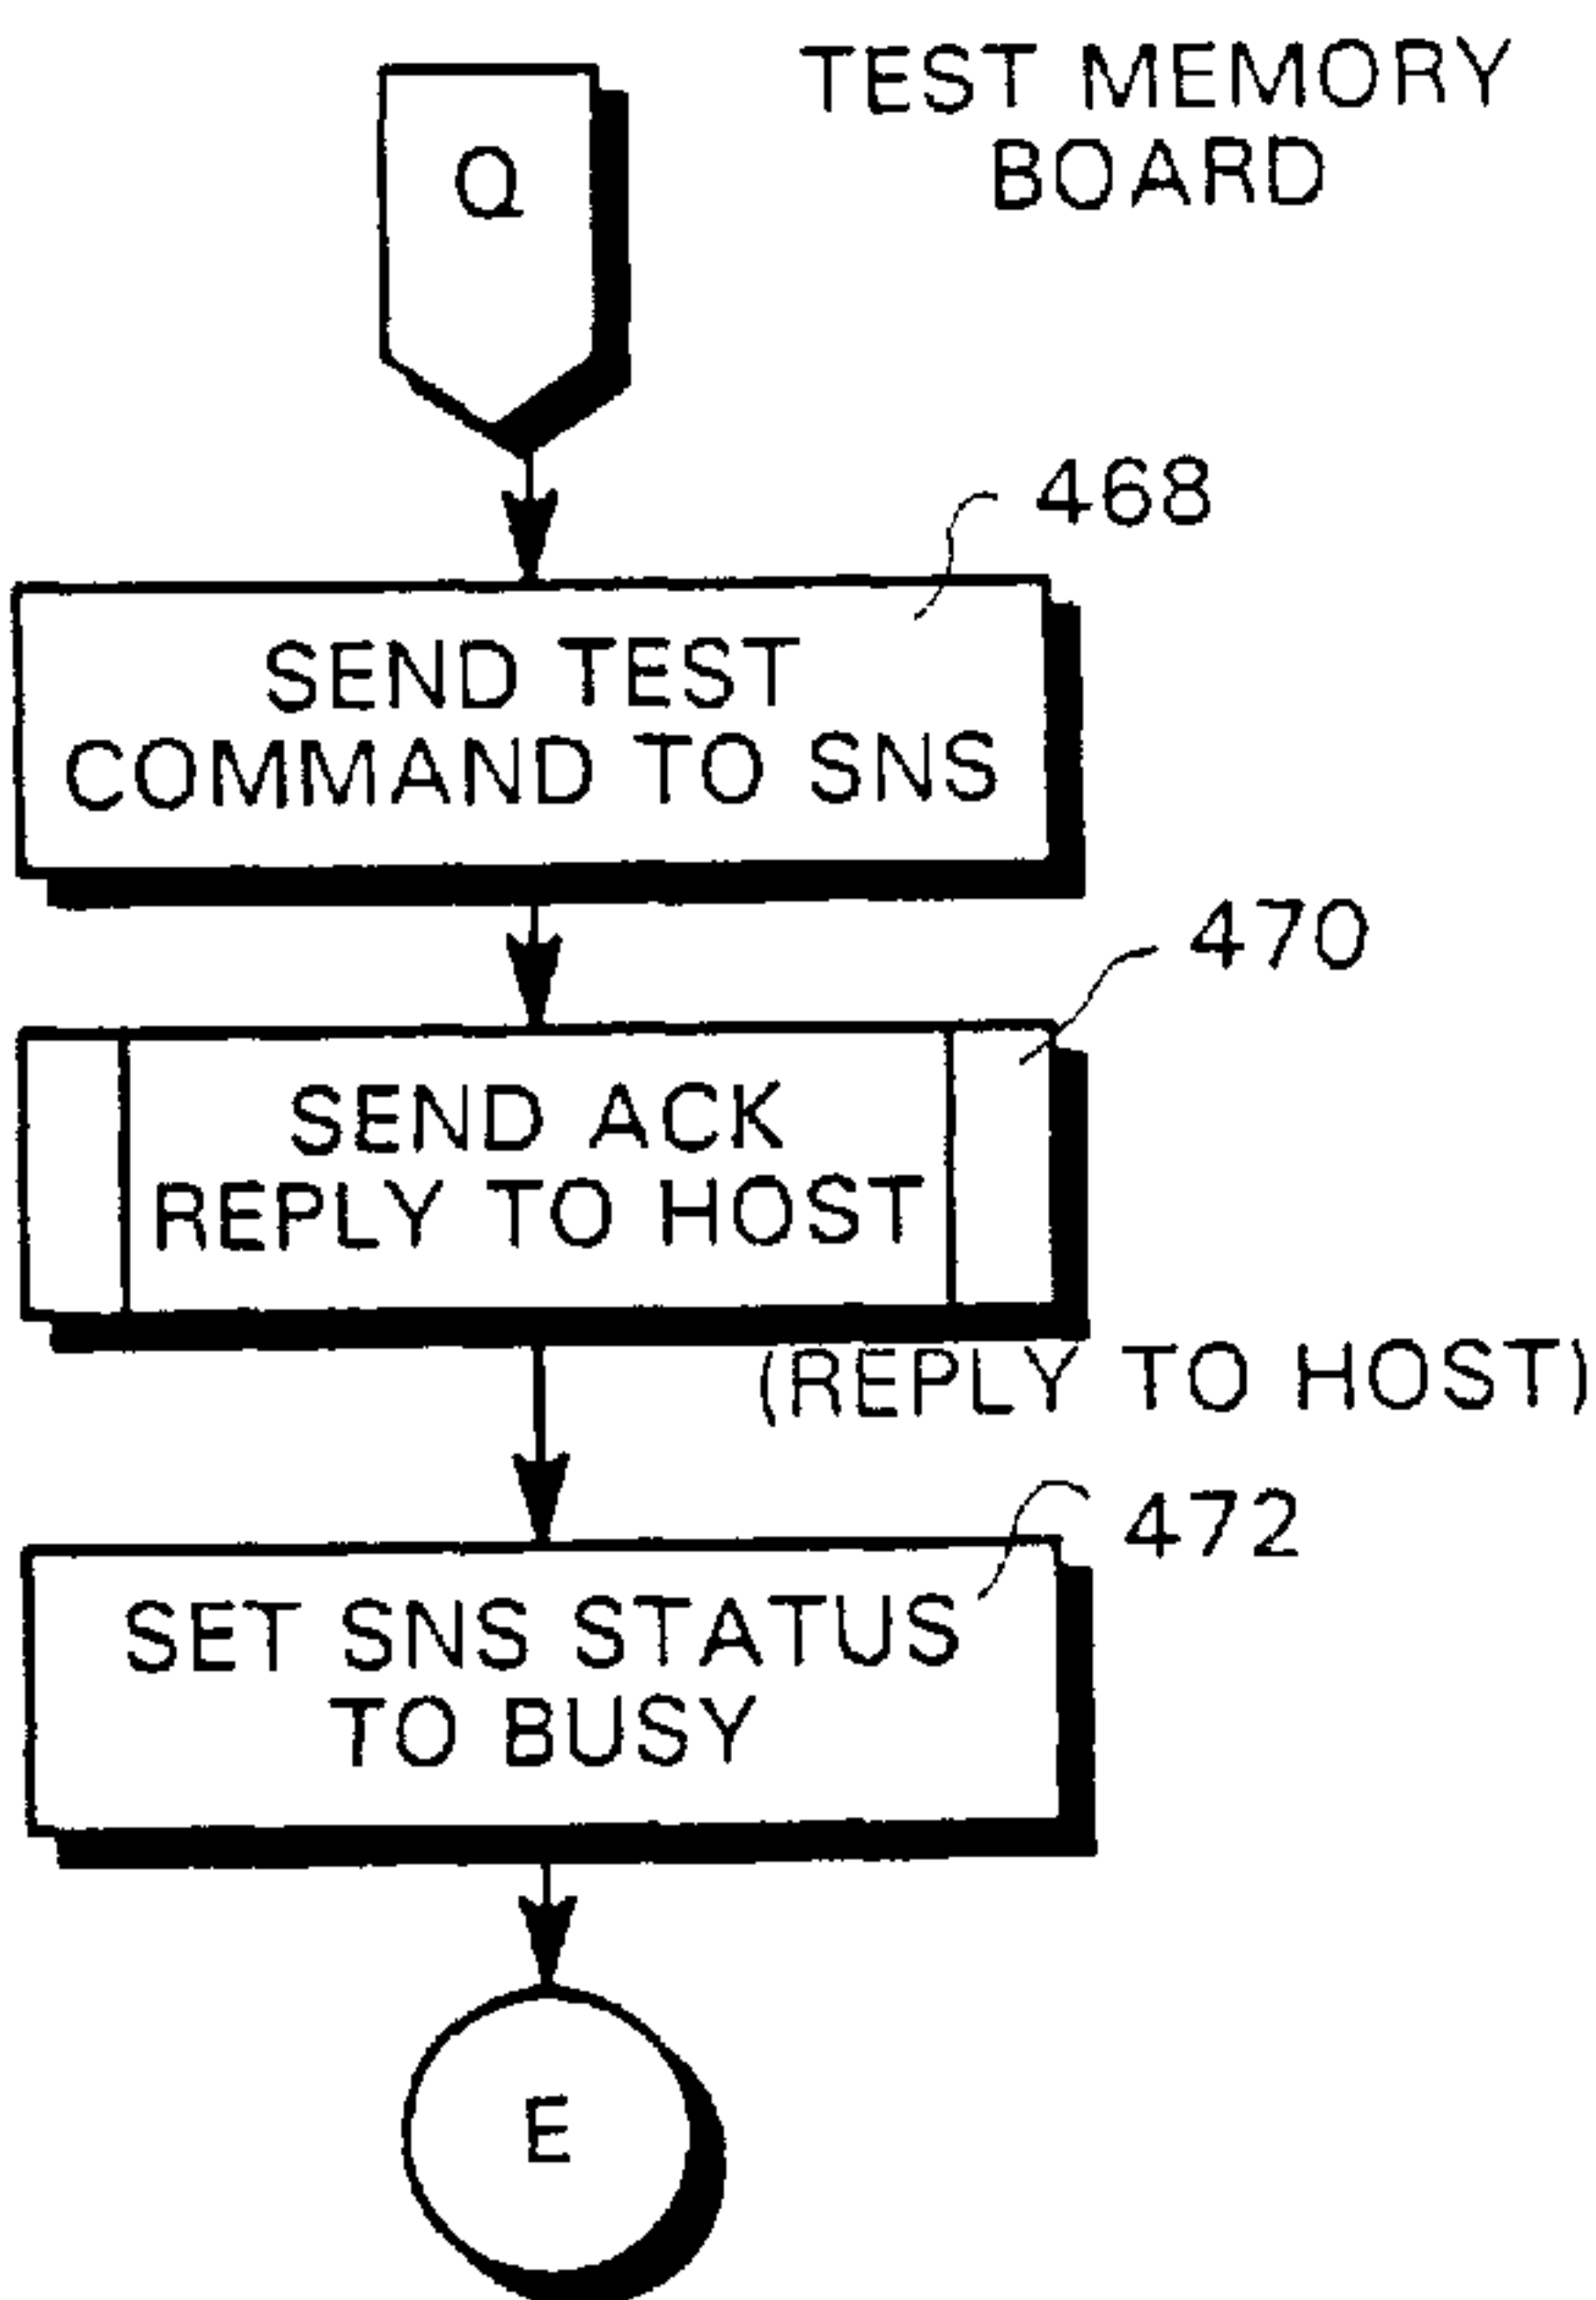 TEST MEMORY
BOARD
Q
468
SEND TEST
COMMAND TO SNS
470
SEND ACK
REPLY TO HOST
(REPLY TO HOST)
472
SET SNS STATUS
TO BUSY
E